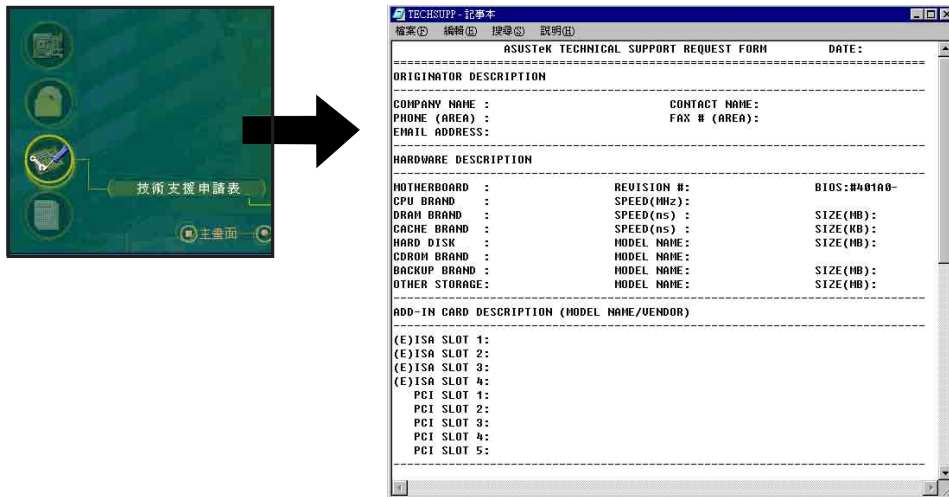 技術支援申請表
主畫面
TECHSUPP - 記事本
檔案(F) 編輯(E) 搜尋(S) 說明(H)
ASUSTeK TECHNICAL SUPPORT REQUEST FORM DATE:
==============================================================================
ORIGINATOR DESCRIPTION
------------------------------------------------------------------------------
COMPANY NAME : CONTACT NAME:
PHONE (AREA) : FAX # (AREA):
EMAIL ADDRESS:
------------------------------------------------------------------------------
HARDWARE DESCRIPTION
------------------------------------------------------------------------------
MOTHERBOARD : REVISION #: BIOS:#401A0-
CPU BRAND : SPEED(MHz):
DRAM BRAND : SPEED(ns) : SIZE(MB):
CACHE BRAND : SPEED(ns) : SIZE(KB):
HARD DISK : MODEL NAME: SIZE(MB):
CDROM BRAND : MODEL NAME:
BACKUP BRAND : MODEL NAME: SIZE(MB):
OTHER STORAGE: MODEL NAME: SIZE(MB):
------------------------------------------------------------------------------
ADD-IN CARD DESCRIPTION (MODEL NAME/VENDOR)
------------------------------------------------------------------------------
(E)ISA SLOT 1:
(E)ISA SLOT 2:
(E)ISA SLOT 3:
(E)ISA SLOT 4:
PCI SLOT 1:
PCI SLOT 2:
PCI SLOT 3:
PCI SLOT 4:
PCI SLOT 5:
------------------------------------------------------------------------------